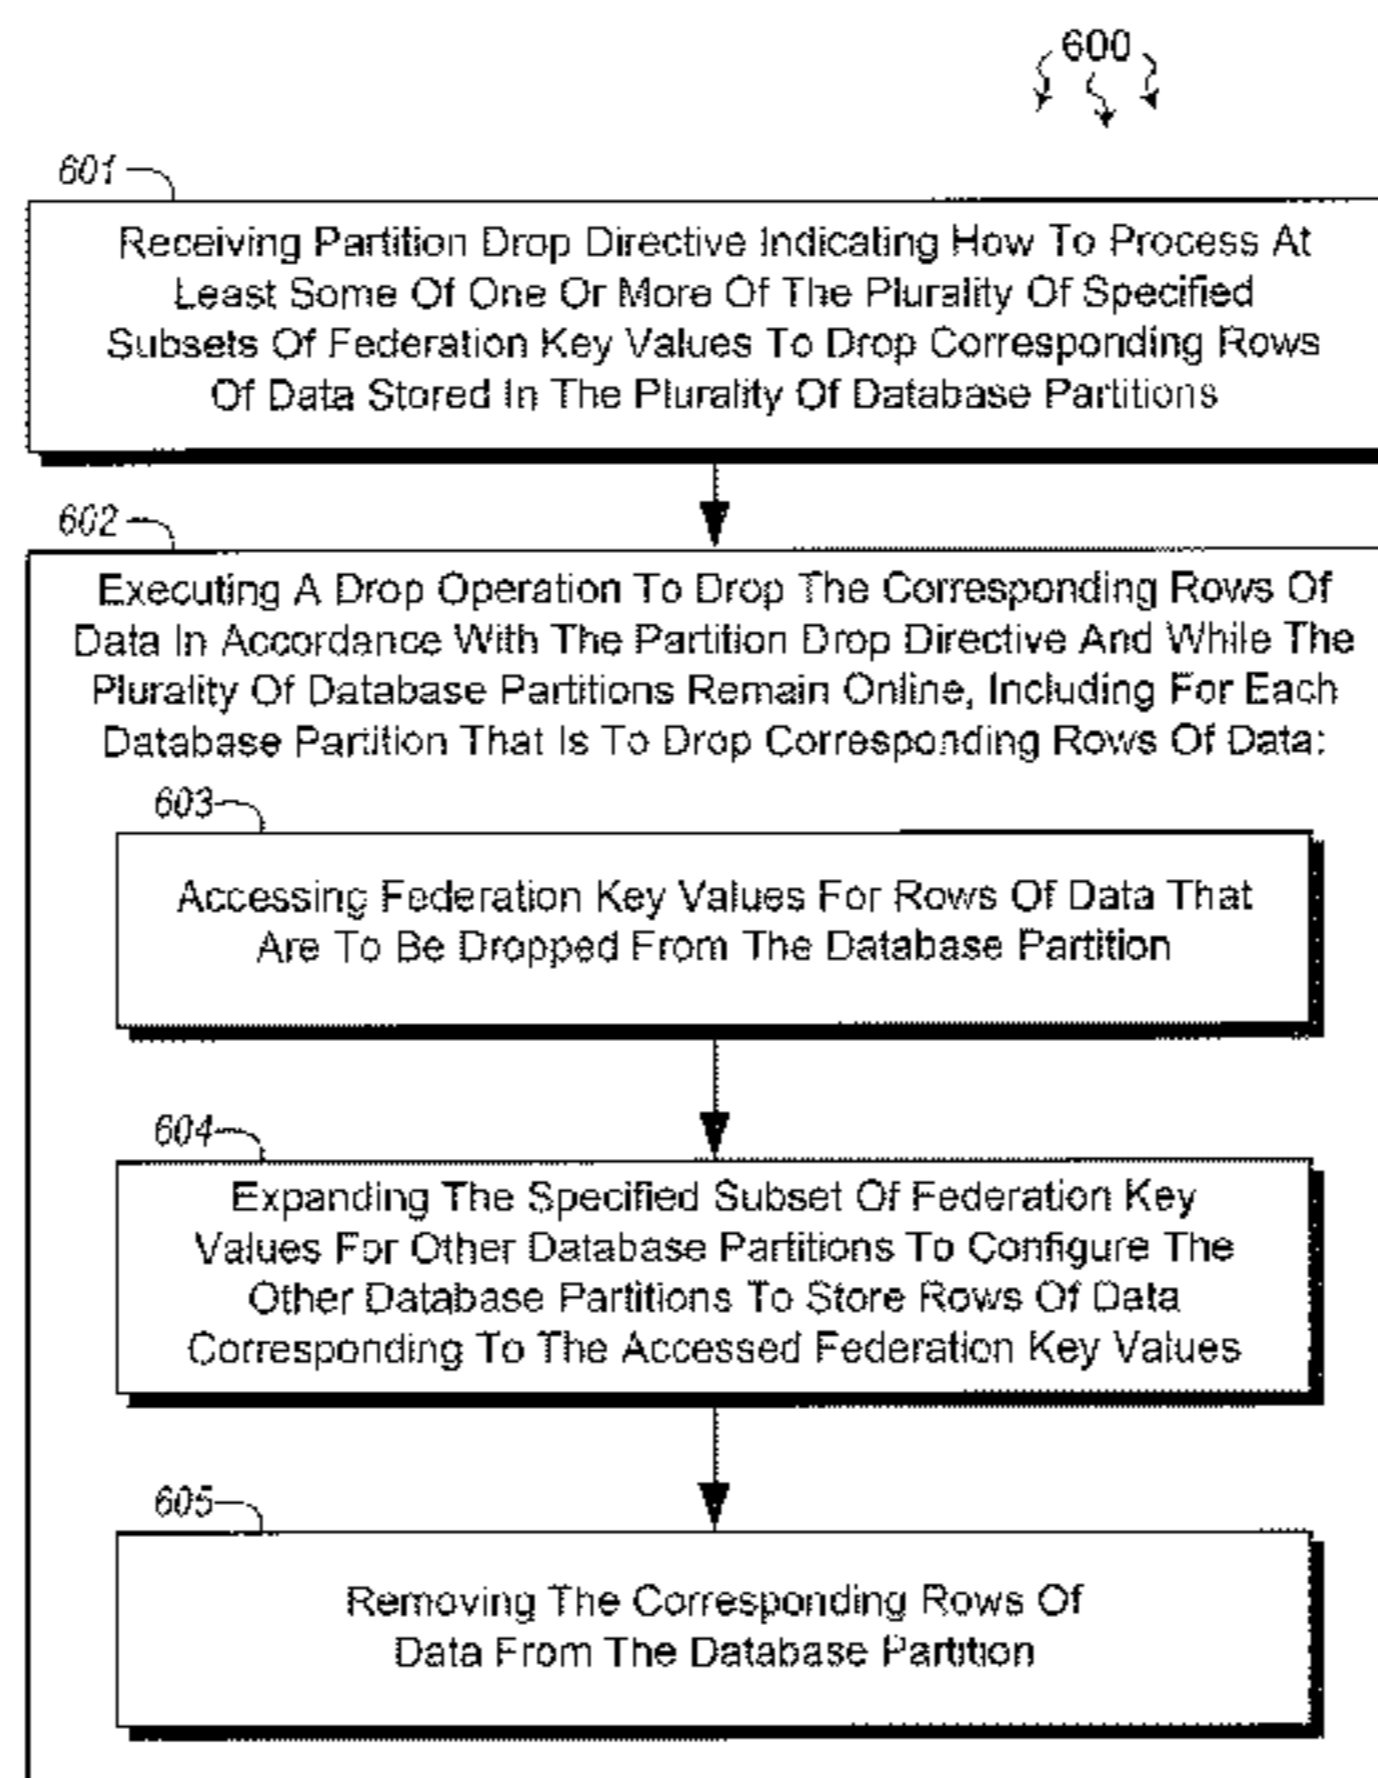 600
601
Receiving Partition Drop Directive Indicating How To Process At
Least Some Of One Or More Of The Plurality Of Specified
Subsets Of Federation Key Values To Drop Corresponding Rows
Of Data Stored In The Plurality Of Database Partitions
602
Executing A Drop Operation To Drop The Corresponding Rows Of
Data In Accordance With The Partition Drop Directive And While The
Plurality Of Database Partitions Remain Online, Including For Each
Database Partition That Is To Drop Corresponding Rows Of Data:
603
Accessing Federation Key Values For Rows Of Data That
Are To Be Dropped From The Database Partition
604
Expanding The Specified Subset Of Federation Key
Values For Other Database Partitions To Configure The
Other Database Partitions To Store Rows Of Data
Corresponding To The Accessed Federation Key Values
605
Removing The Corresponding Rows Of
Data From The Database Partition